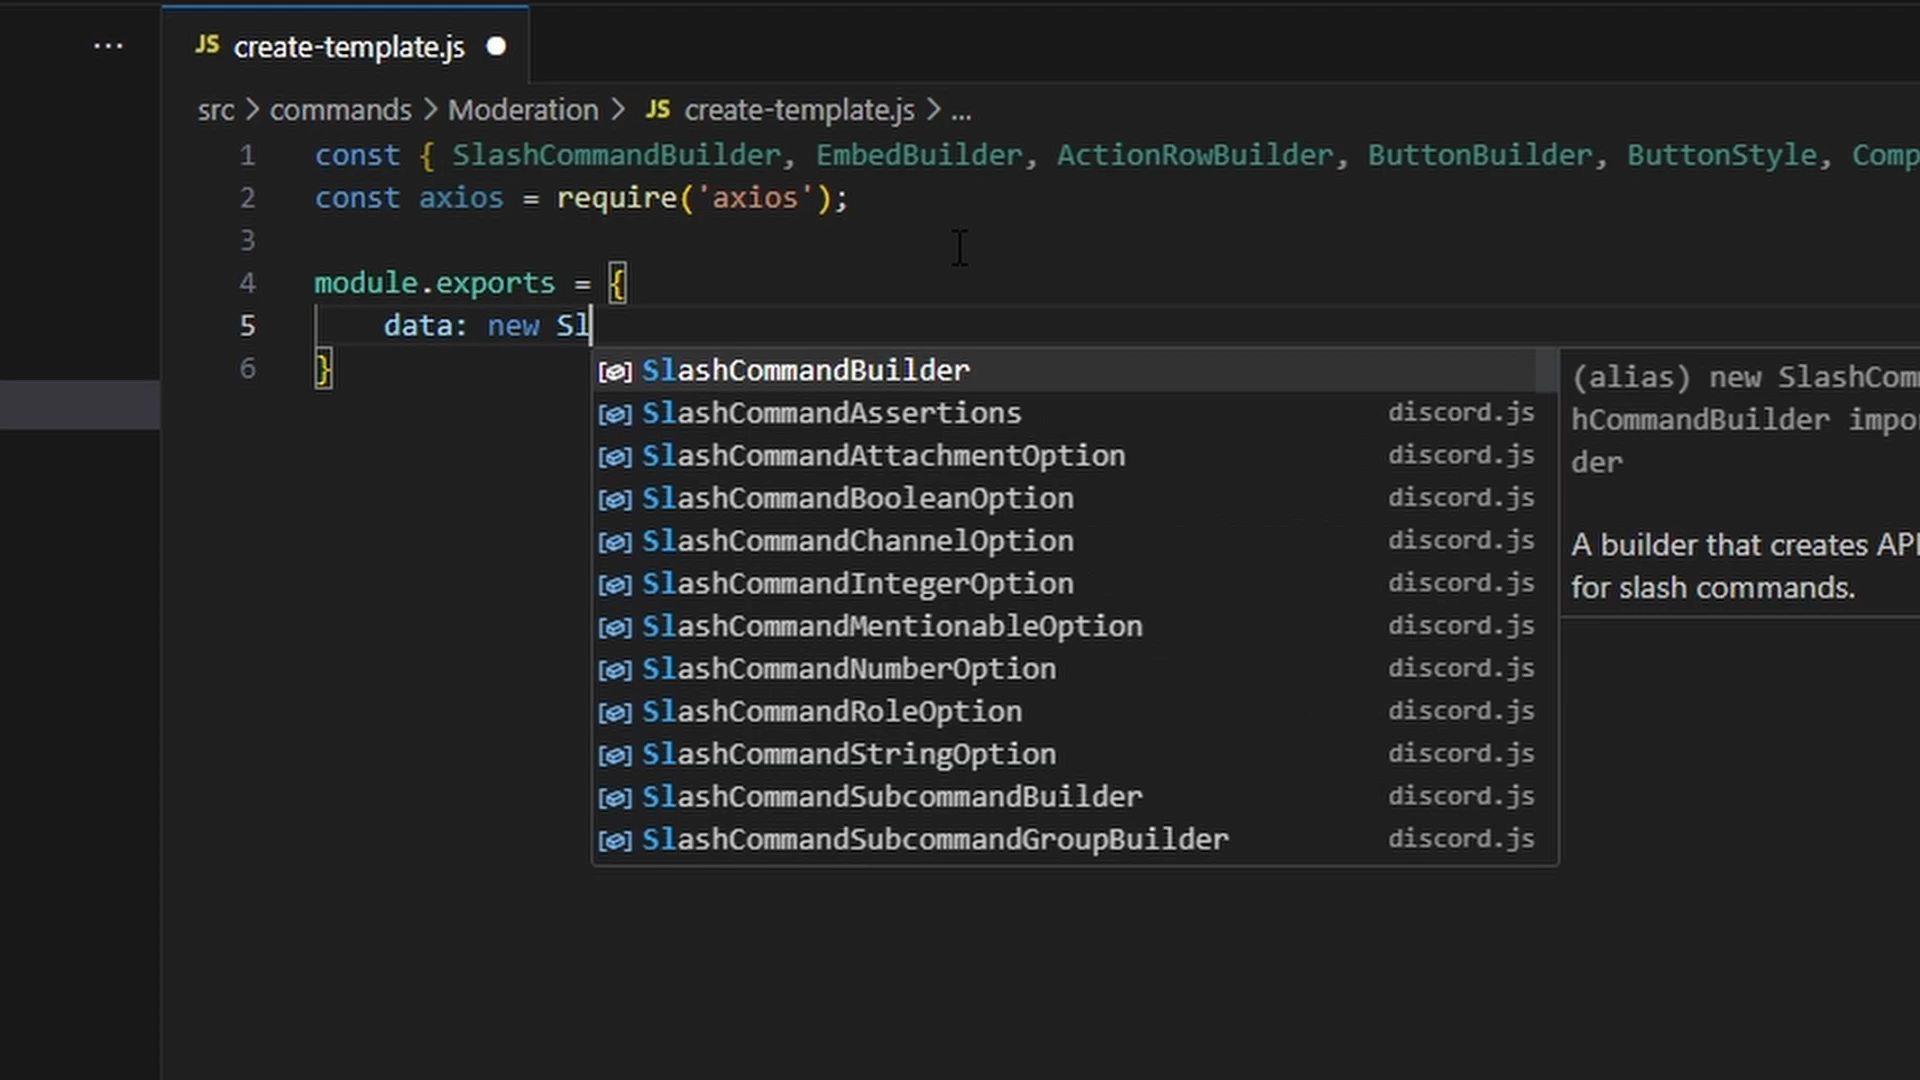 ...
JS create-template.js
src > commands > Moderation > JS create-template.js > ...
1 const { SlashCommandBuilder, EmbedBuilder, ActionRowBuilder, ButtonBuilder, ButtonStyle, Comp
2 const axios = require('axios');
3
4 module.exports = {
5 data: new Sl
6 }
SlashCommandBuilder
SlashCommandAssertions discord.js
SlashCommandAttachmentOption discord.js
SlashCommandBooleanOption discord.js
SlashCommandChannelOption discord.js
SlashCommandIntegerOption discord.js
SlashCommandMentionableOption discord.js
SlashCommandNumberOption discord.js
SlashCommandRoleOption discord.js
SlashCommandStringOption discord.js
SlashCommandSubcommandBuilder discord.js
SlashCommandSubcommandGroupBuilder discord.js
(alias) new SlashCom
hCommandBuilder impo
der
A builder that creates API
for slash commands.